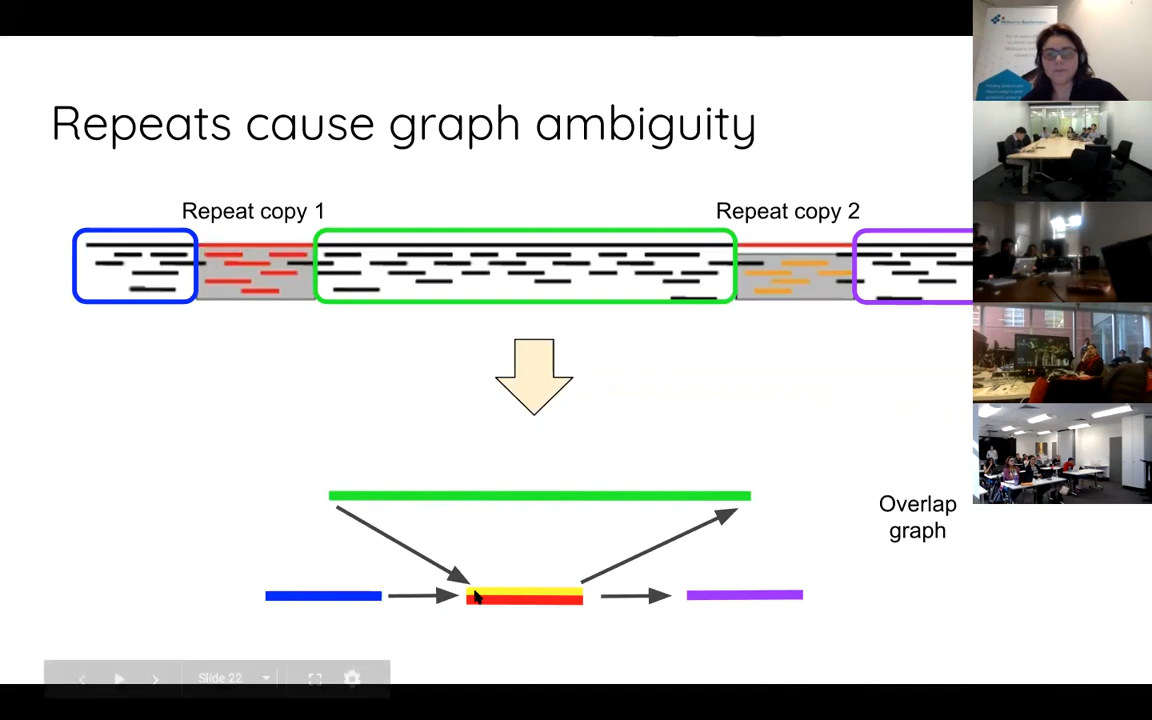 Repeats cause graph ambiguity
Repeat copy 1
Repeat copy 2
Overlap
graph
Slide 22